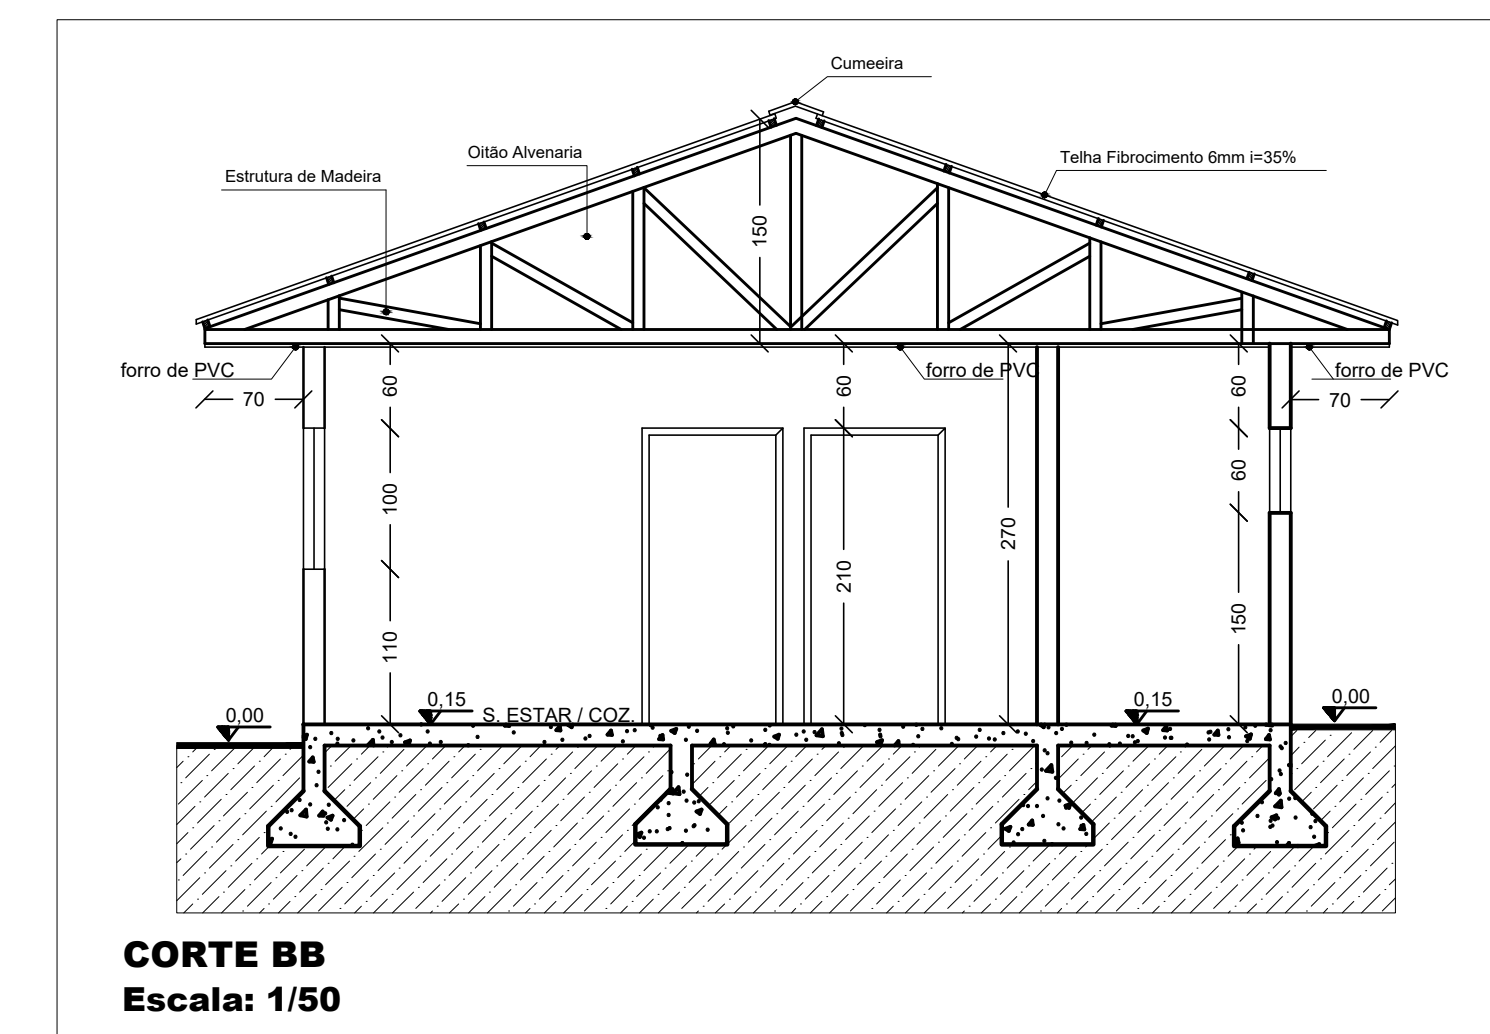 Cumeeira
Oitão Alvenaria
Telha Fibrocimento 6mm i=35%
Estrutura de Madeira
150
forro de PVC
forro de PVC
forro de PVC
70
60
60
60
70
100
60
270
210
110
150
0,00
0,15
S. ESTAR / COZ.
0,15
0,00
CORTE BB
Escala: 1/50